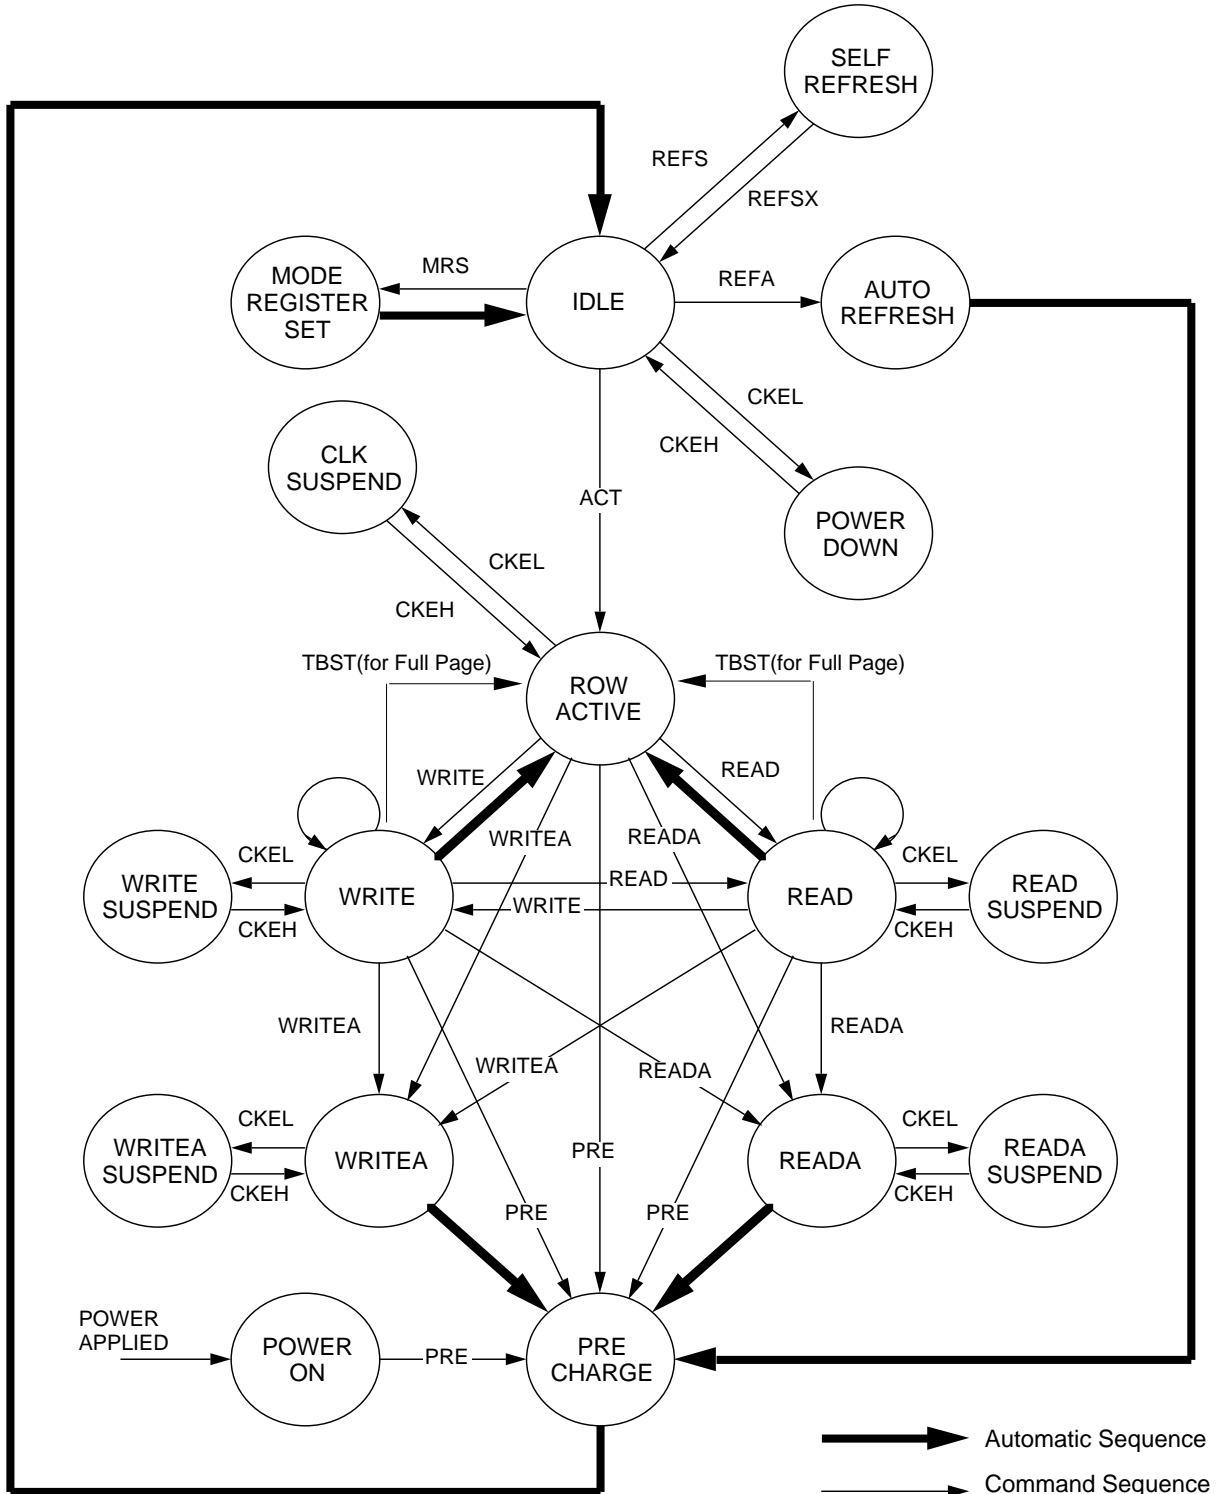 SELF
REFRESH
REFS
REFSX
MODE
REGISTER
SET
MRS
IDLE
REFA
AUTO
REFRESH
CKEL
CKEH
CLK
SUSPEND
ACT
POWER
DOWN
CKEL
CKEH
TBST(for Full Page)
TBST(for Full Page)
ROW
ACTIVE
WRITE
READ
WRITEA
READA
CKEL
CKEL
WRITE
SUSPEND
WRITE
READ
READ
READ
SUSPEND
WRITE
CKEH
CKEH
WRITEA
READA
WRITEA
READA
CKEL
CKEL
WRITEA
SUSPEND
WRITEA
PRE
READA
READA
SUSPEND
CKEH
CKEH
PRE
PRE
POWER
APPLIED
POWER
ON
PRE
PRE
CHARGE
Automatic Sequence
Command Sequence